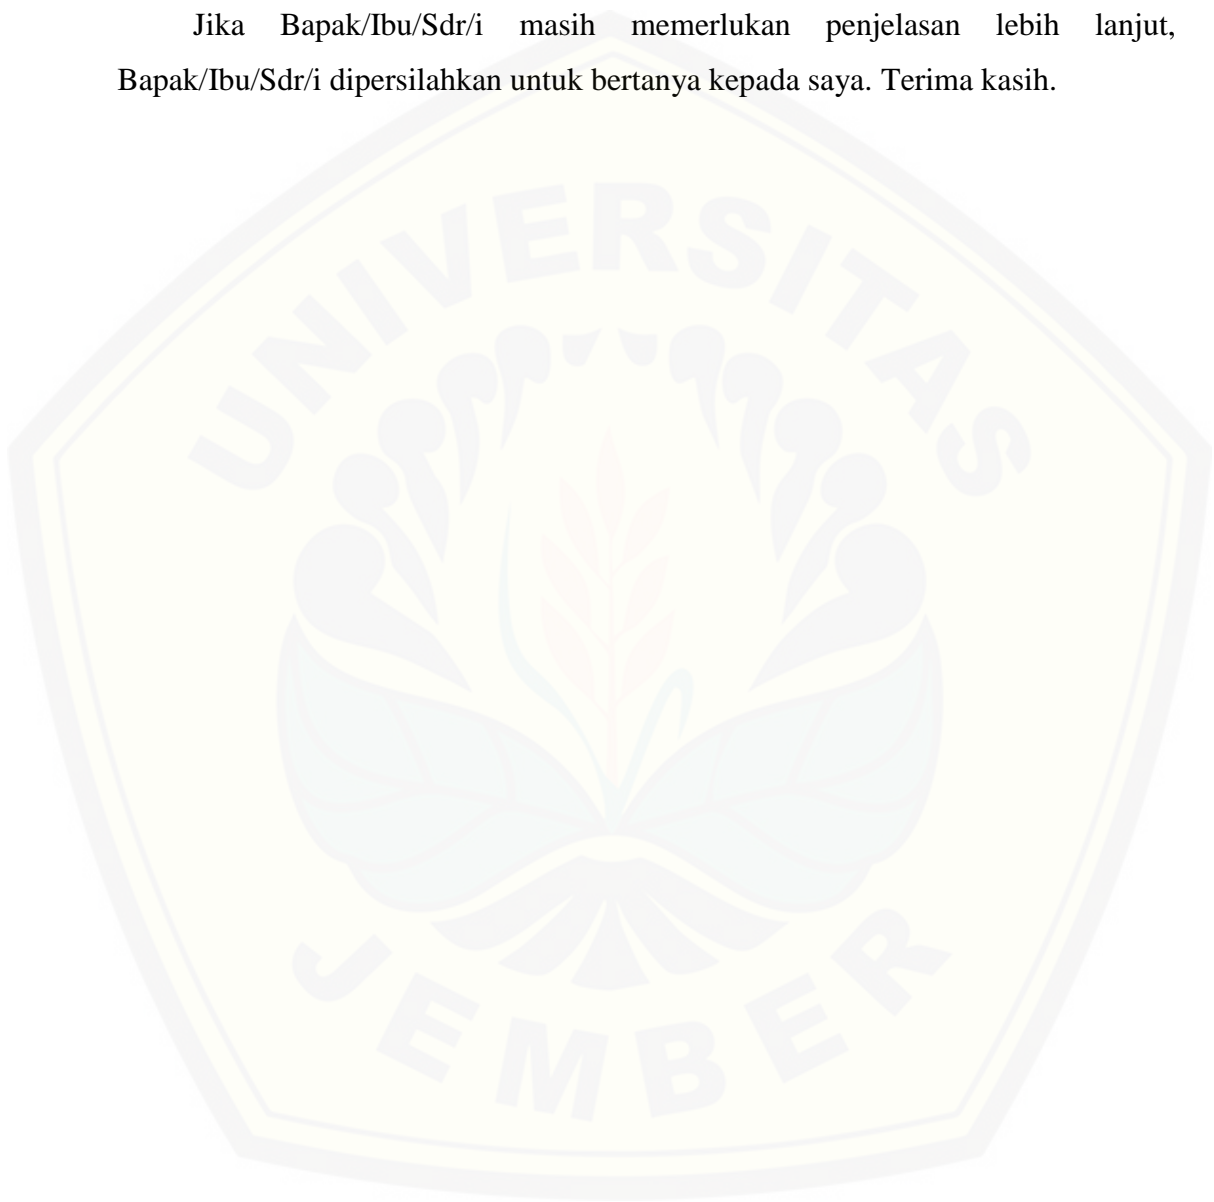 Jika Bapak/Ibu/Sdr/i masih memerlukan penjelasan lebih lanjut,
Bapak/Ibu/Sdr/i dipersilahkan untuk bertanya kepada saya. Terima kasih.
UNIVERSITAS
JEMBER